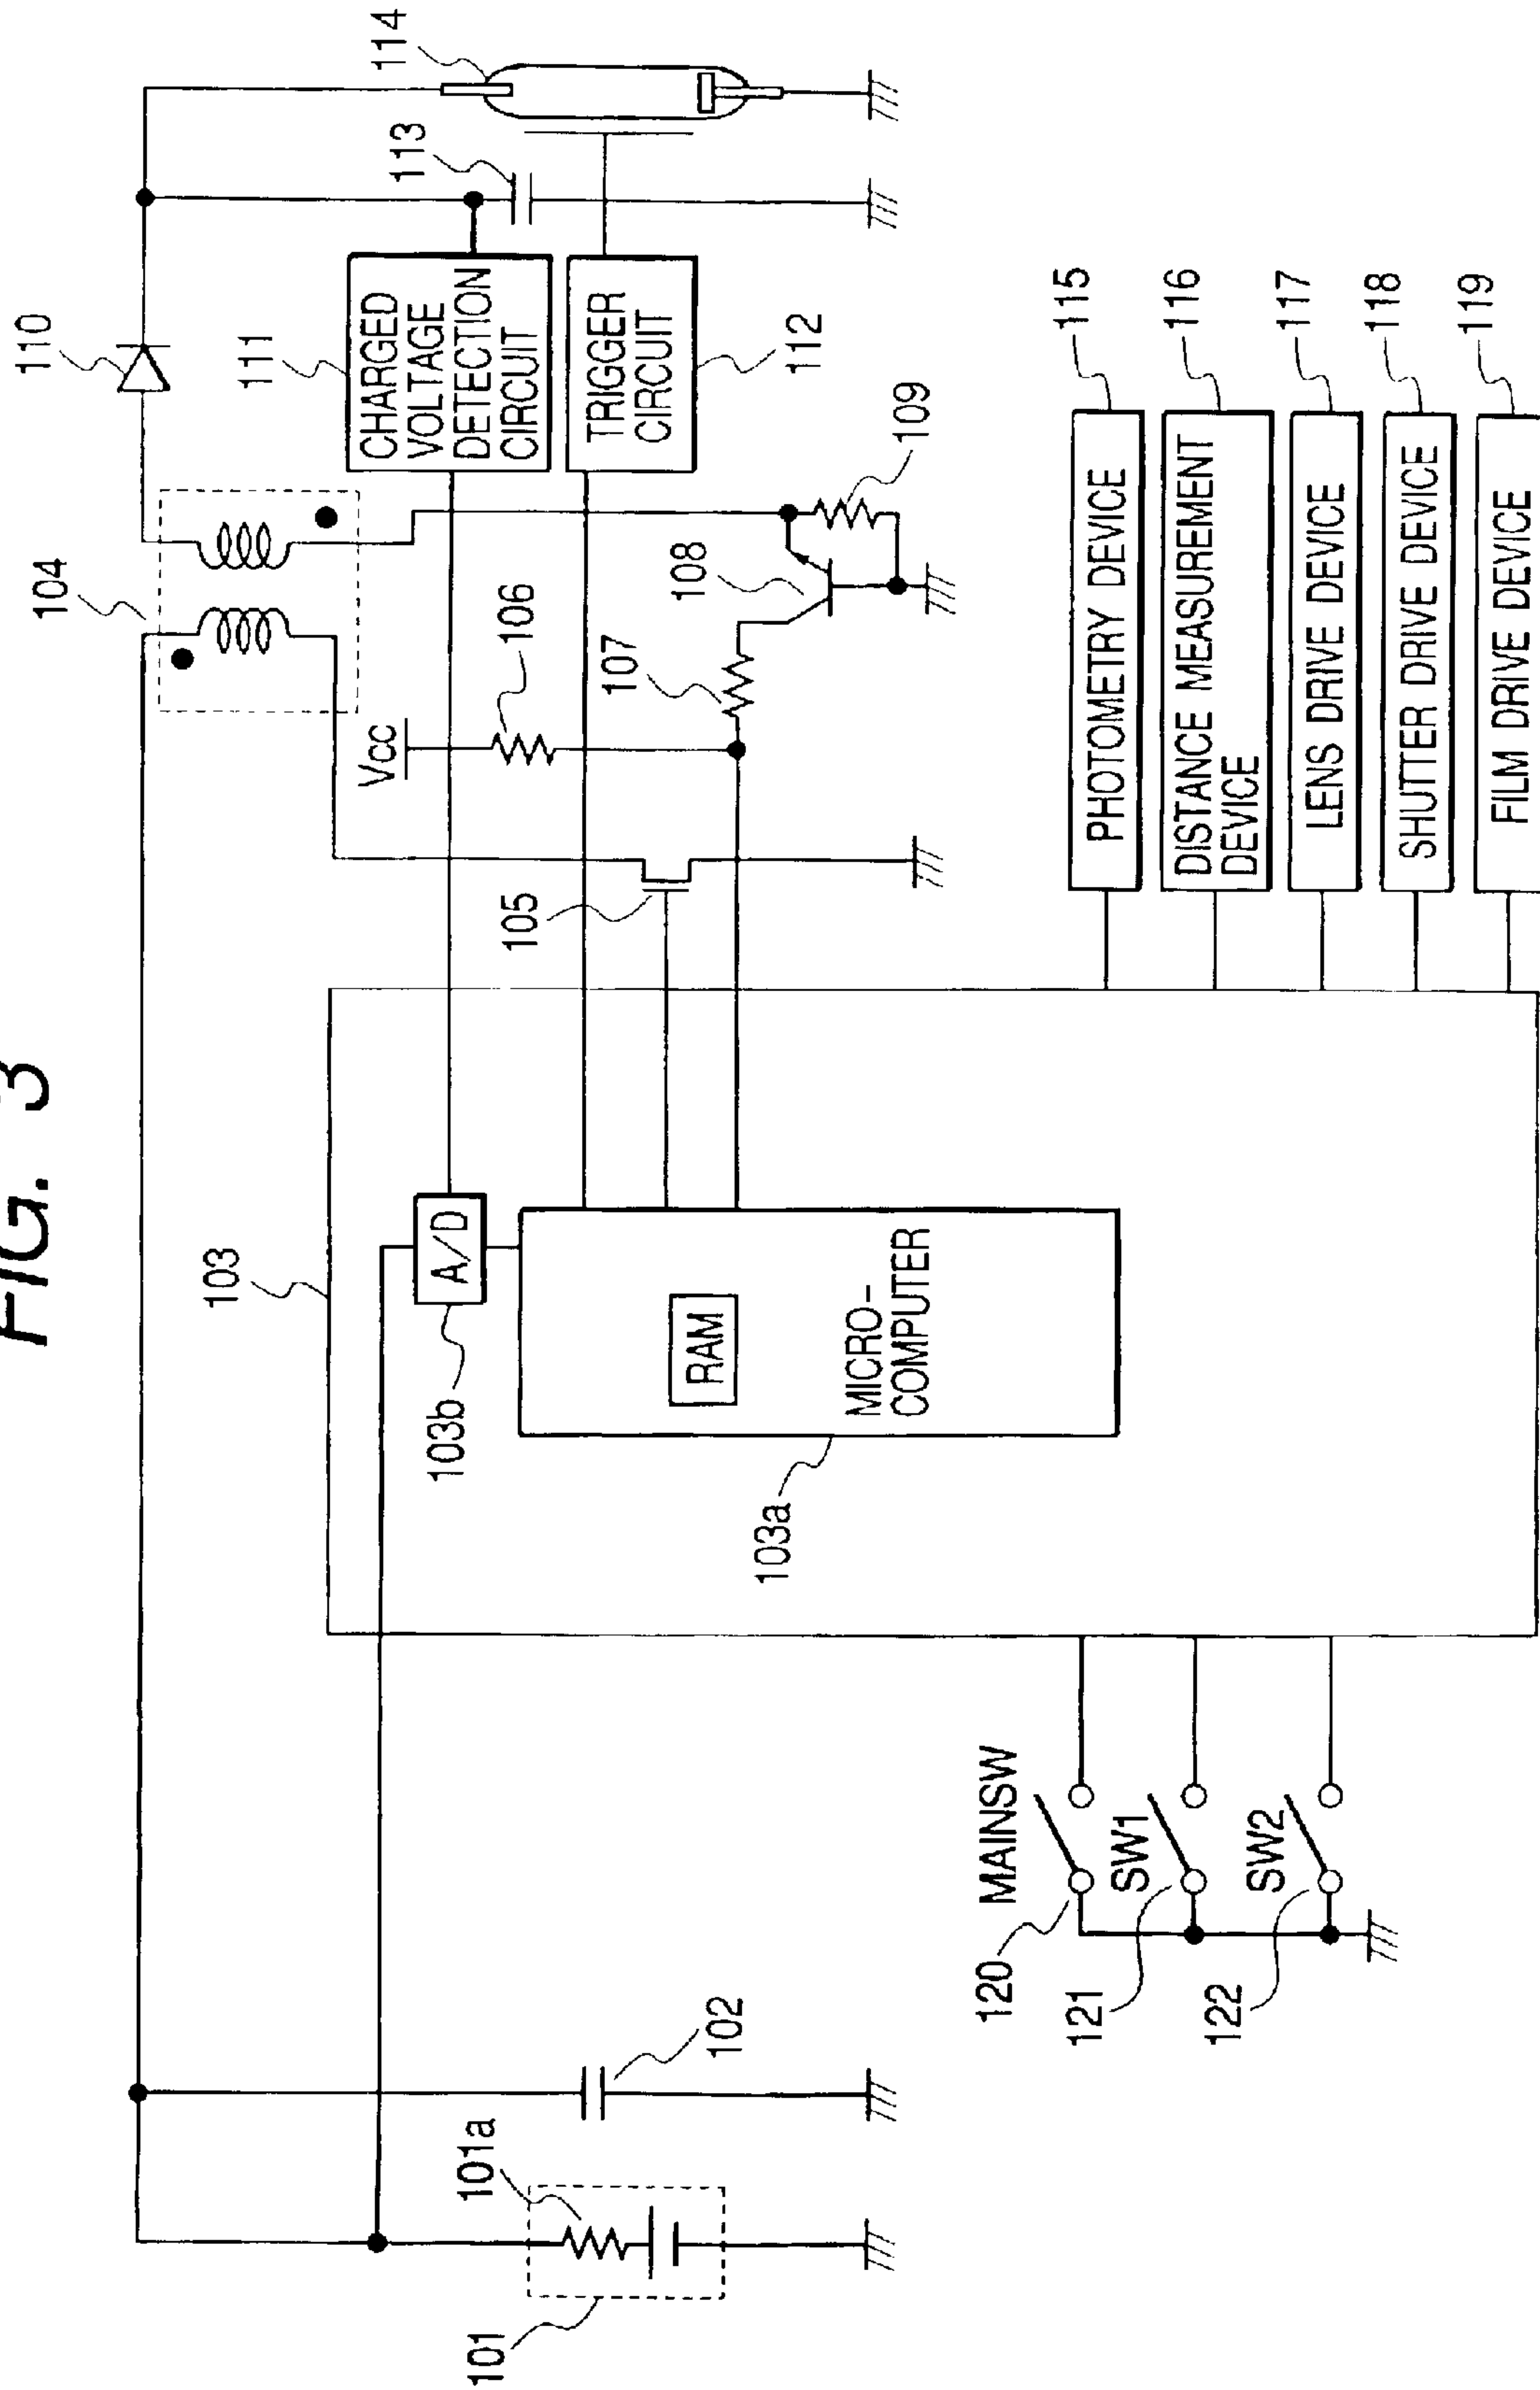 FIG. 3
104
110
114
113
111
CHARGED
VOLTAGE
DETECTION
CIRCUIT
TRIGGER
CIRCUIT
112
109
108
107
106
Vcc
105
103
A/D
103b
RAM
MICRO-
COMPUTER
103a
101
101a
102
MAINSW
120
SW1
121
SW2
122
PHOTOMETRY DEVICE
115
DISTANCE MEASUREMENT
DEVICE
116
LENS DRIVE DEVICE
117
SHUTTER DRIVE DEVICE
118
FILM DRIVE DEVICE
119